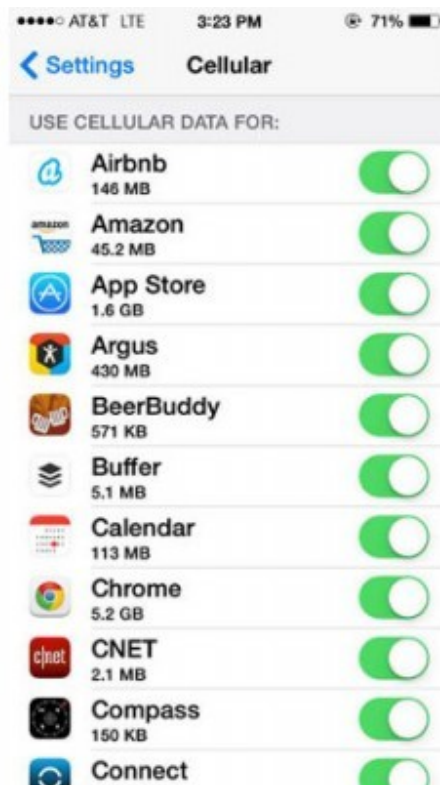 AT&T LTE 3:23 PM 71%
Settings Cellular
USE CELLULAR DATA FOR:
Airbnb
146 MB
amazon
Amazon
45.2 MB
App Store
1.6 GB
Argus
430 MB
BeerBuddy
571 KB
Buffer
5.1 MB
Calendar
113 MB
Chrome
5.2 GB
c|net
CNET
2.1 MB
Compass
150 KB
Connect